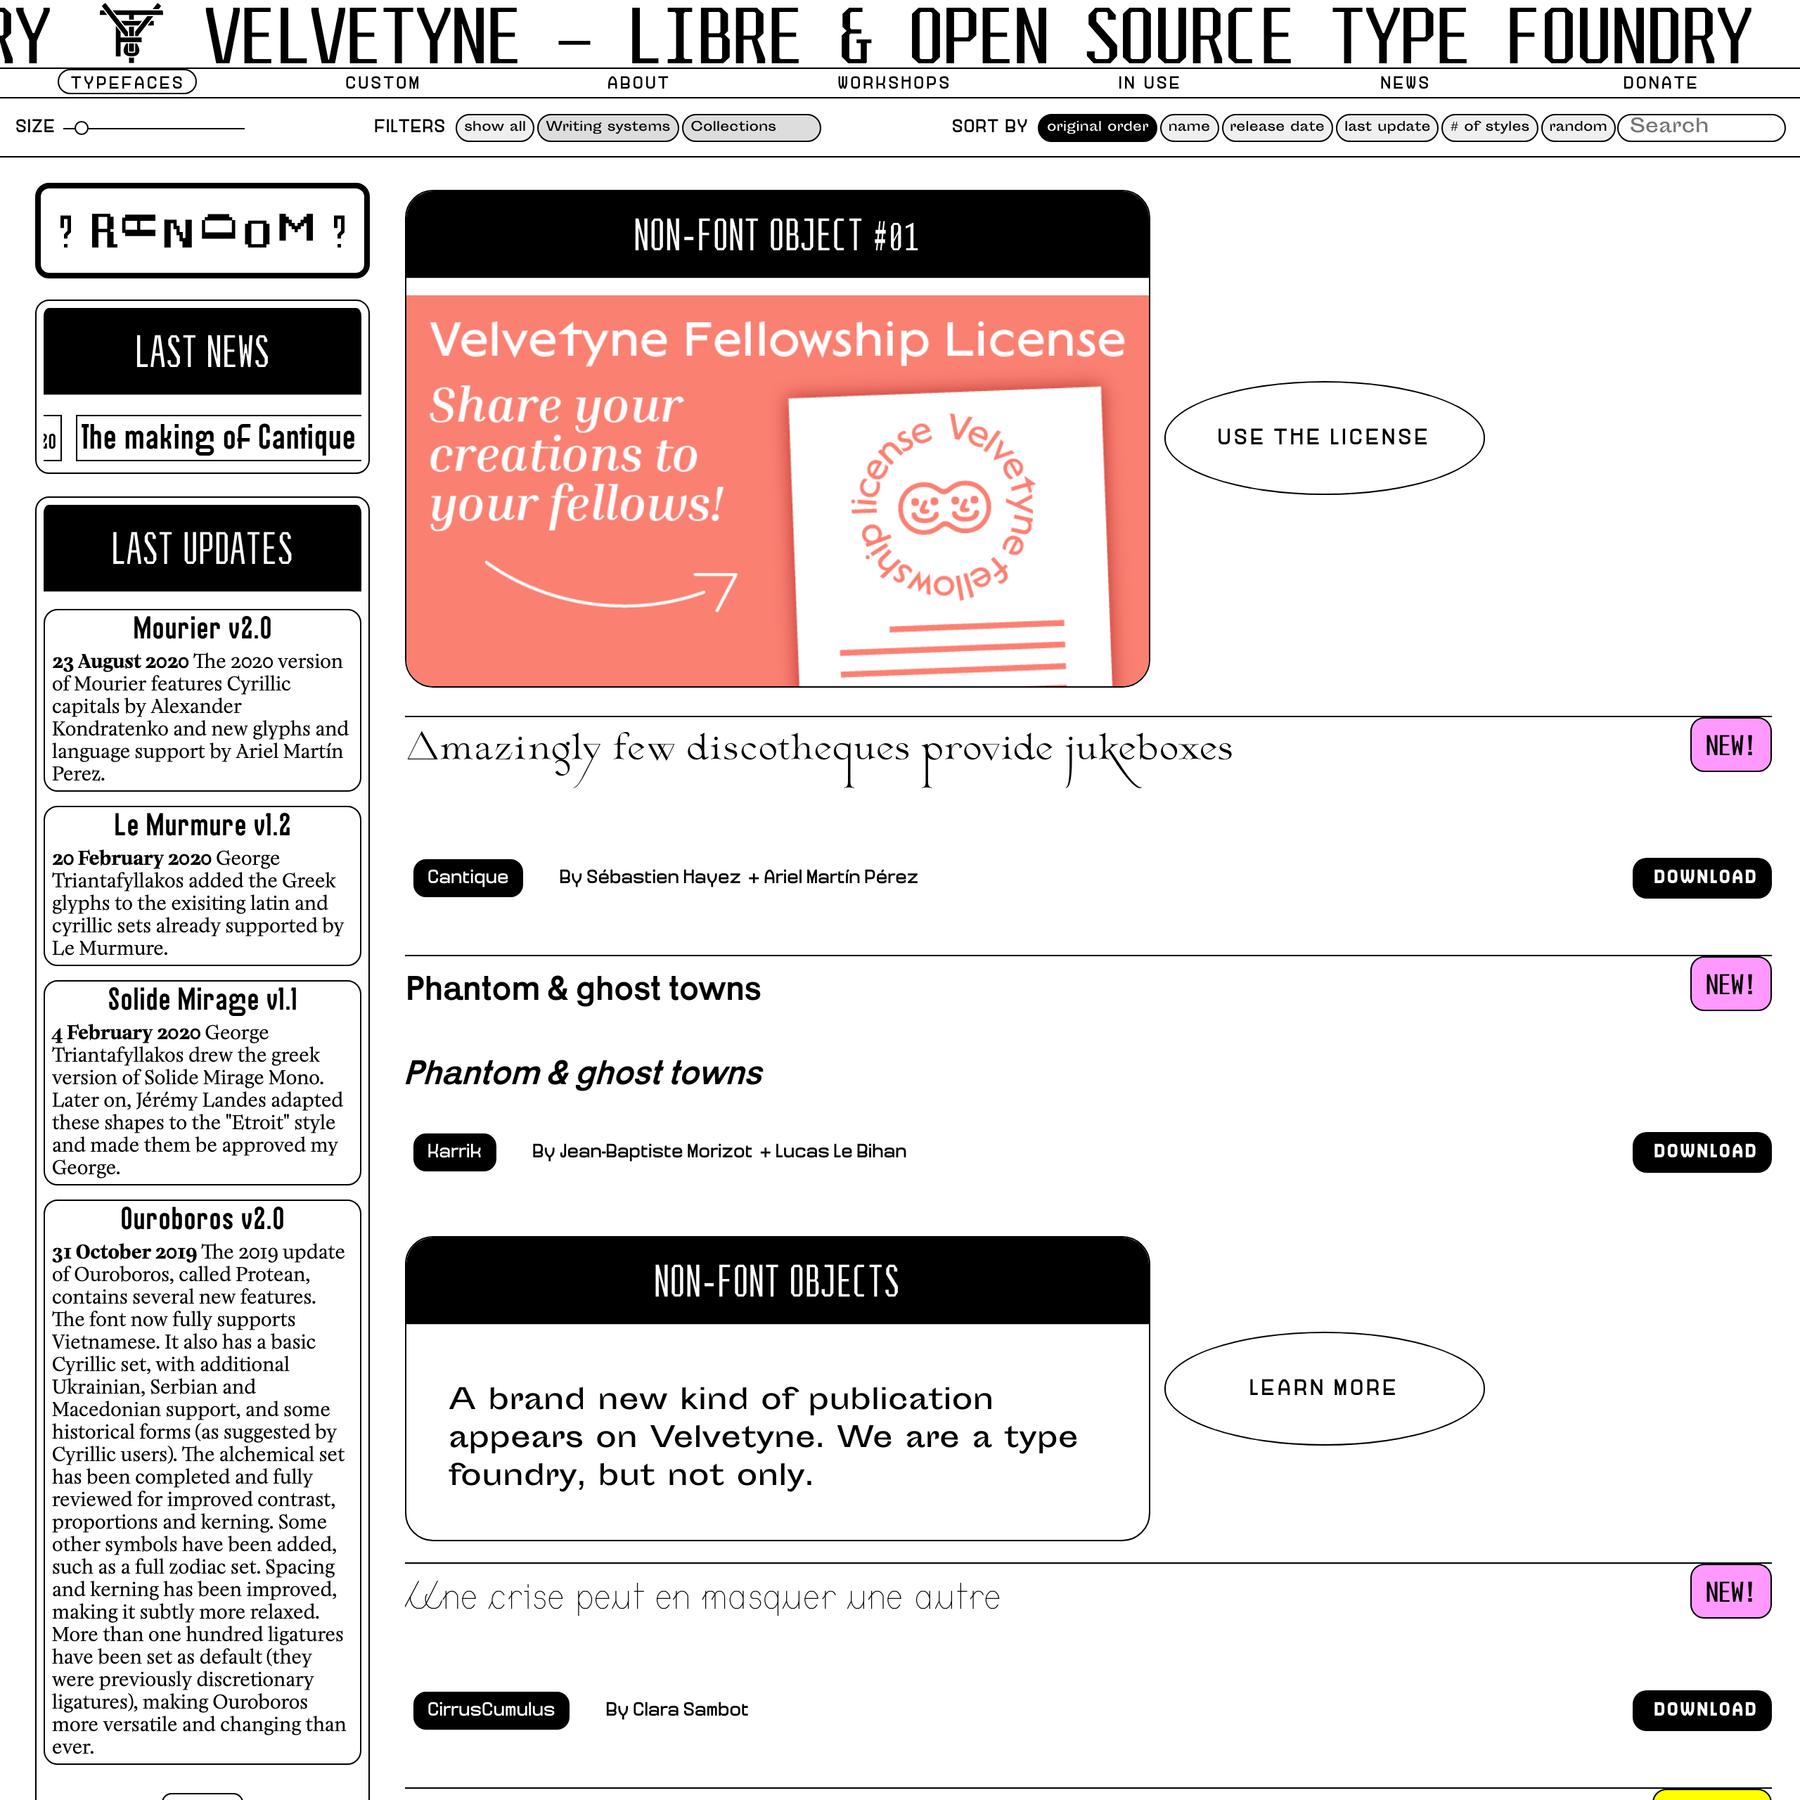 RY VELVETYNE – LIBRE & OPEN SOURCE TYPE FOUNDRY
TYPEFACES CUSTOM ABOUT WORKSHOPS IN USE NEWS DONATE
SIZE FILTERS show all Writing systems Collections SORT BY original order name release date last update # of styles random Search
? RANDOM ?
LAST NEWS
20 The making of Cantique
LAST UPDATES
Mourier v2.0
23 August 2020 The 2020 version
of Mourier features Cyrillic
capitals by Alexander
Kondratenko and new glyphs and
language support by Ariel Martín
Perez.
Le Murmure v1.2
20 February 2020 George
Triantafyllakos added the Greek
glyphs to the exisiting latin and
cyrillic sets already supported by
Le Murmure.
Solide Mirage v1.1
4 February 2020 George
Triantafyllakos drew the greek
version of Solide Mirage Mono.
Later on, Jérémy Landes adapted
these shapes to the "Etroit" style
and made them be approved my
George.
Ouroboros v2.0
31 October 2019 The 2019 update
of Ouroboros, called Protean,
contains several new features.
The font now fully supports
Vietnamese. It also has a basic
Cyrillic set, with additional
Ukrainian, Serbian and
Macedonian support, and some
historical forms (as suggested by
Cyrillic users). The alchemical set
has been completed and fully
reviewed for improved contrast,
proportions and kerning. Some
other symbols have been added,
such as a full zodiac set. Spacing
and kerning has been improved,
making it subtly more relaxed.
More than one hundred ligatures
have been set as default (they
were previously discretionary
ligatures), making Ouroboros
more versatile and changing than
ever.
NON-FONT OBJECT #01
Velvetyne Fellowship License
Share your
creations to
your fellows!
Velvetyne fellowship license
USE THE LICENSE
Amazingly few discotheques provide jukeboxes
NEW!
Cantique By Sébastien Hayez + Ariel Martín Pérez DOWNLOAD
Phantom & ghost towns
NEW!
Phantom & ghost towns
Karrik By Jean-Baptiste Morizot + Lucas Le Bihan DOWNLOAD
NON-FONT OBJECTS
A brand new kind of publication
appears on Velvetyne. We are a type
foundry, but not only.
LEARN MORE
Une crise peut en masquer une autre
NEW!
CirrusCumulus By Clara Sambot DOWNLOAD